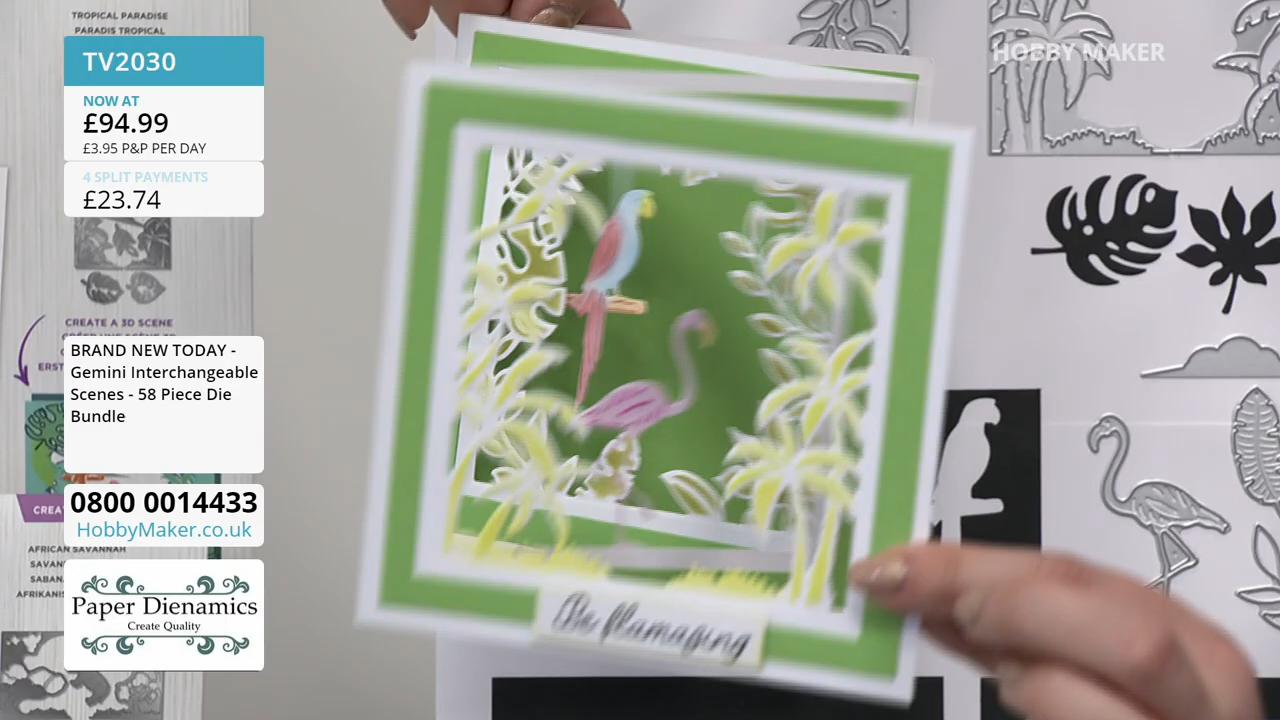 TROPICAL PARADISE
PARADIS TROPICAL
TV2030
NOW AT
£94.99
£3.95 P&P PER DAY
4 SPLIT PAYMENTS
£23.74
HOBBY MAKER
CREATE A 3D SCENE
BRAND NEW TODAY -
Gemini Interchangeable
Scenes - 58 Piece Die
Bundle
0800 0014433
HobbyMaker.co.uk
AFRICAN SAVANNAH
Paper Dienamics
Create Quality
Be flamazing